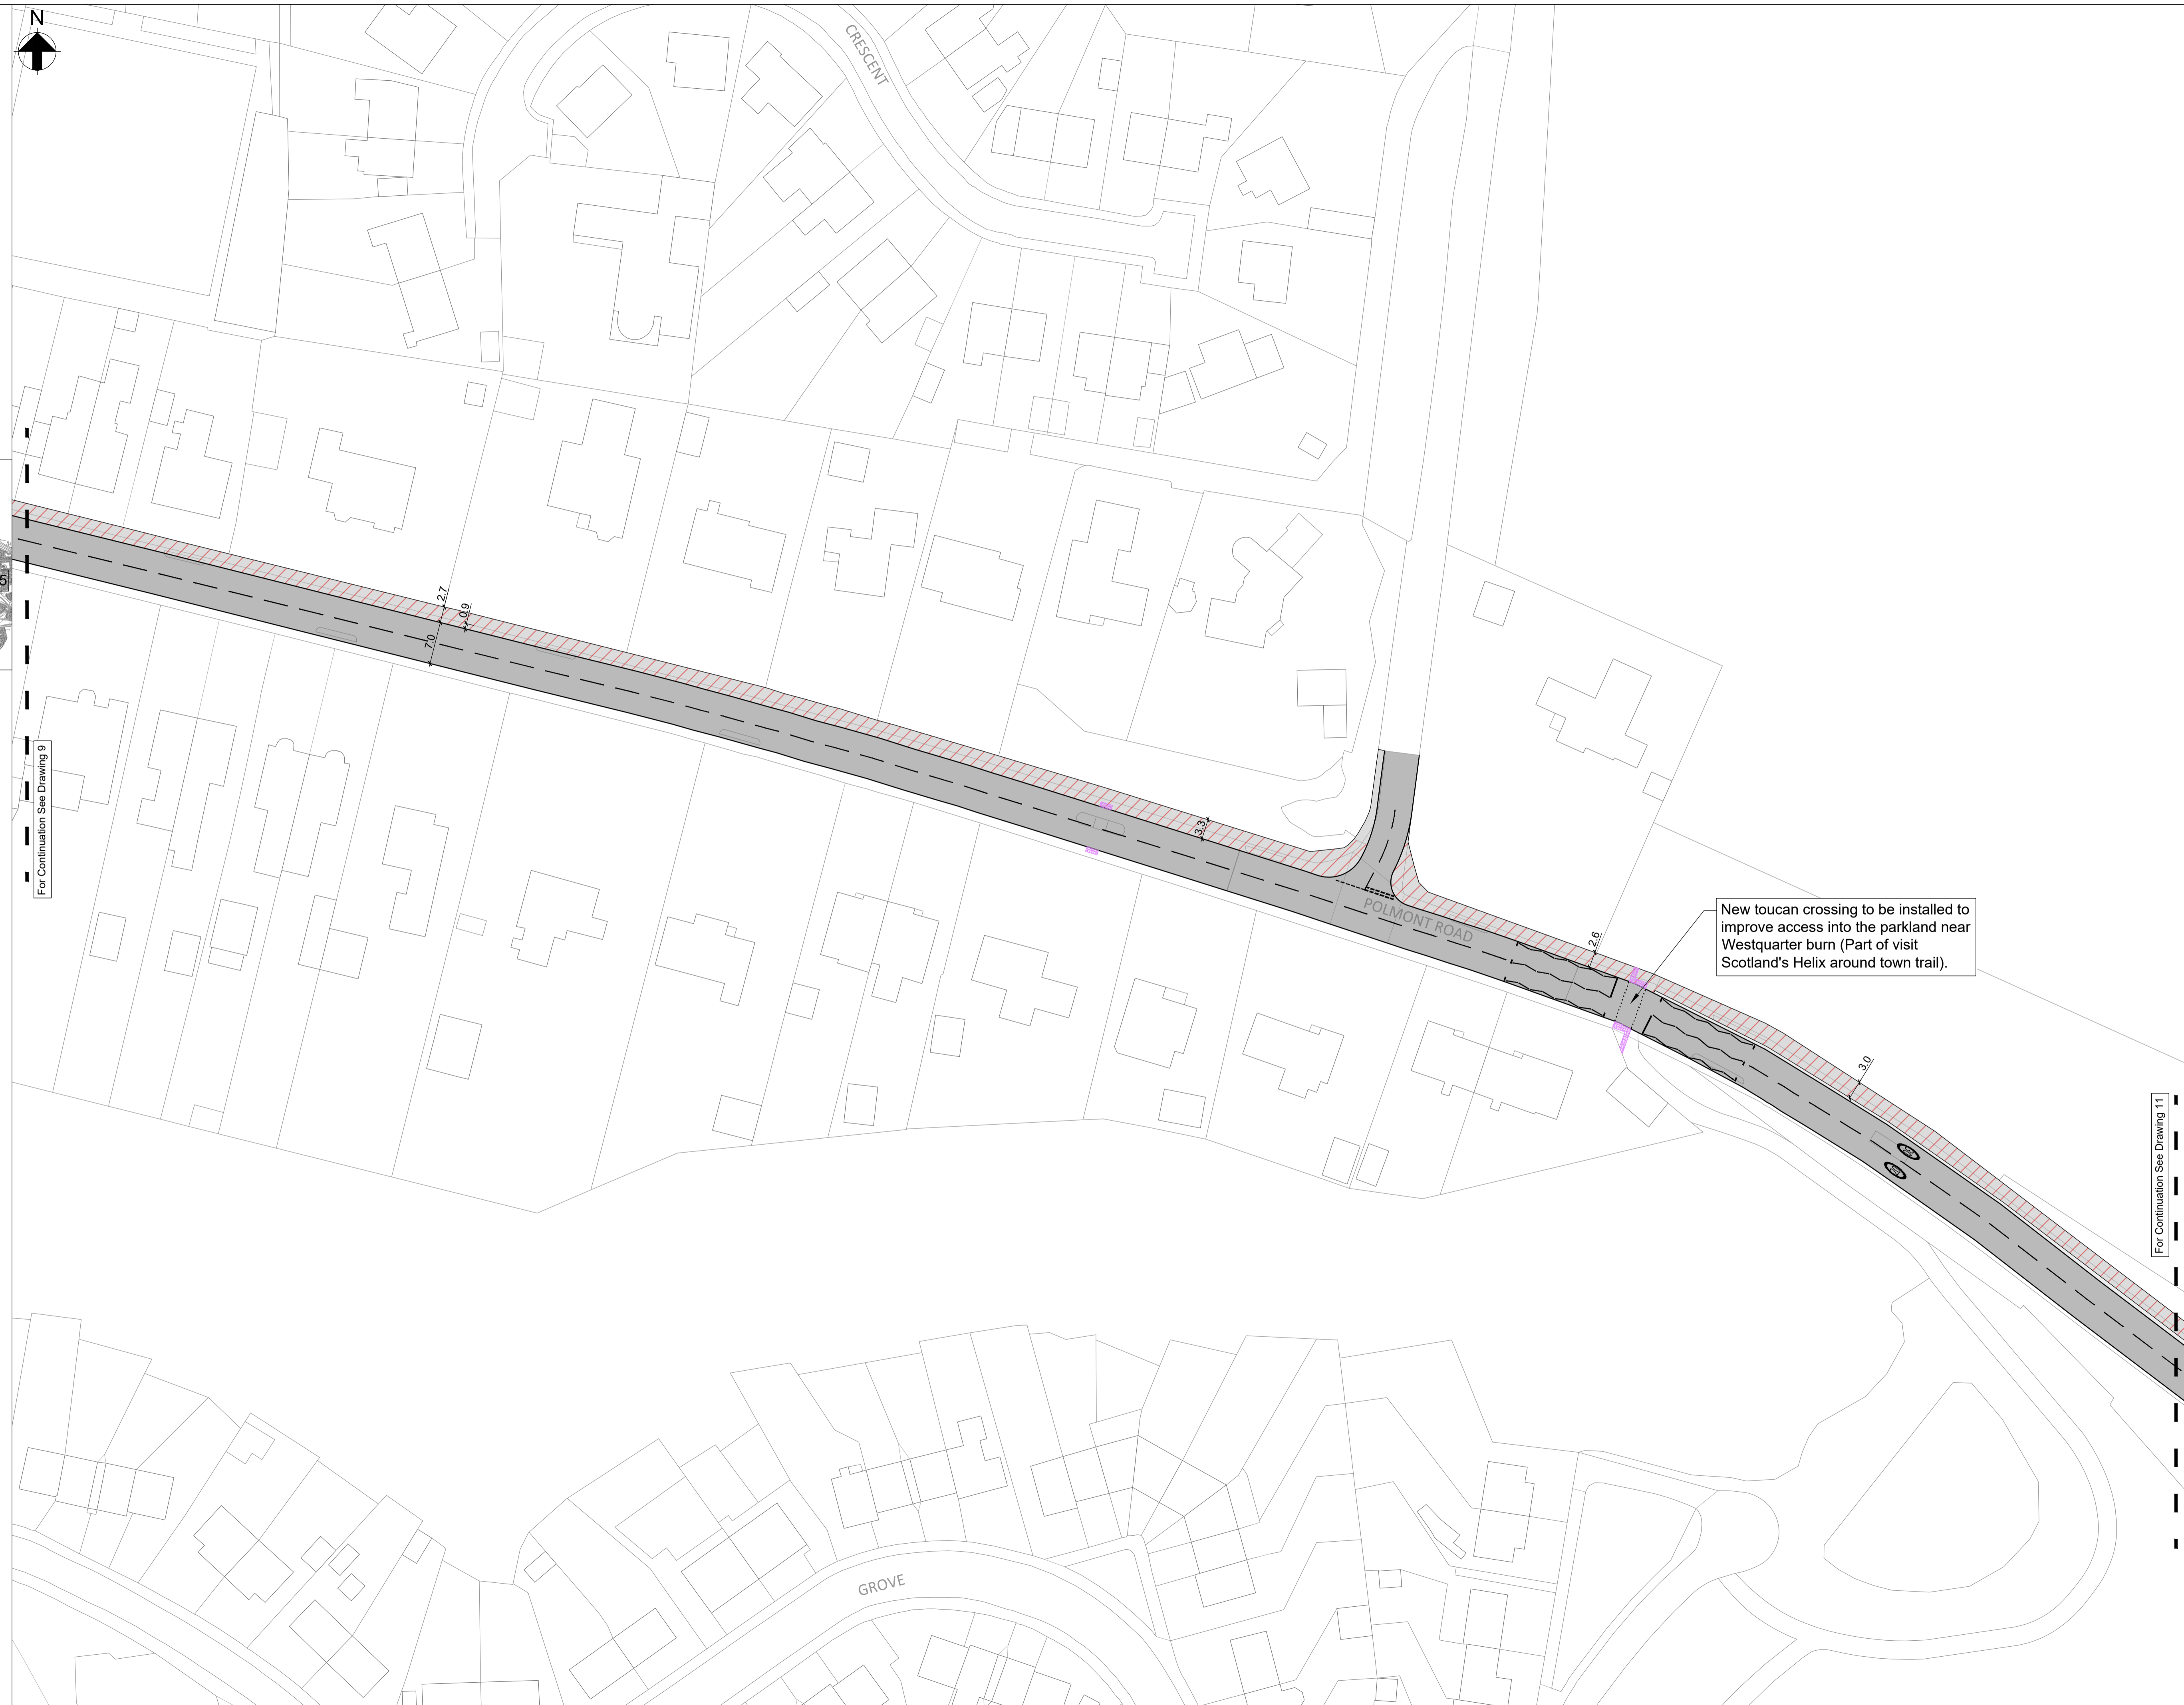 N
CRESCENT
5
2.7
0.9
7.0
For Continuation See Drawing 9
3.3
POLMONT ROAD
2.6
New toucan crossing to be installed to
improve access into the parkland near
Westquarter burn (Part of visit
Scotland's Helix around town trail).
3.0
For Continuation See Drawing 11
GROVE